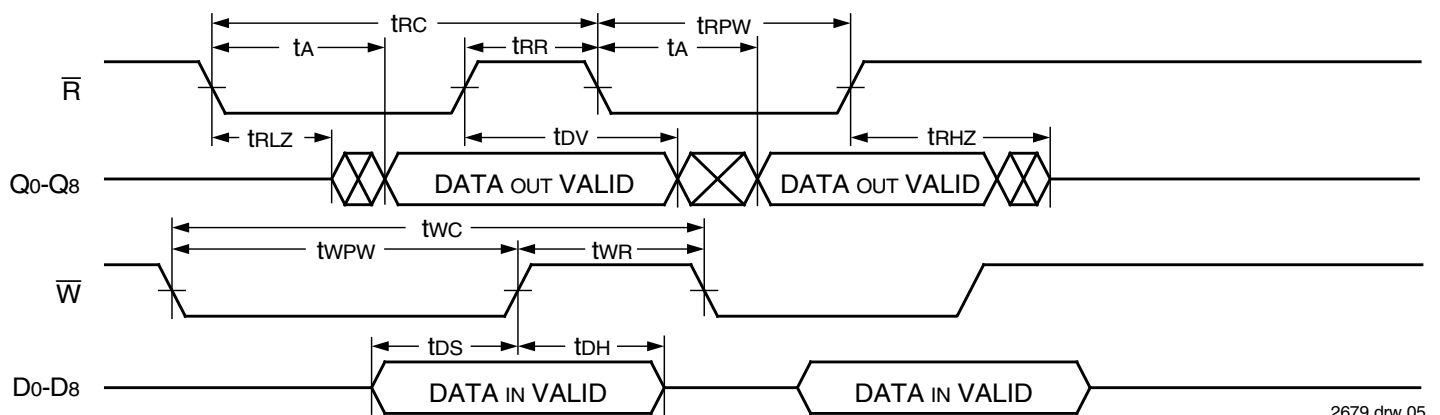 tRC
tRPW
tA
tRR
tA
R̅
tRLZ
tDV
tRHZ
Q0-Q8
DATA OUT VALID
DATA OUT VALID
tWC
tWPW
tWR
W̅
tDS
tDH
D0-D8
DATA IN VALID
DATA IN VALID
2679 drw 05